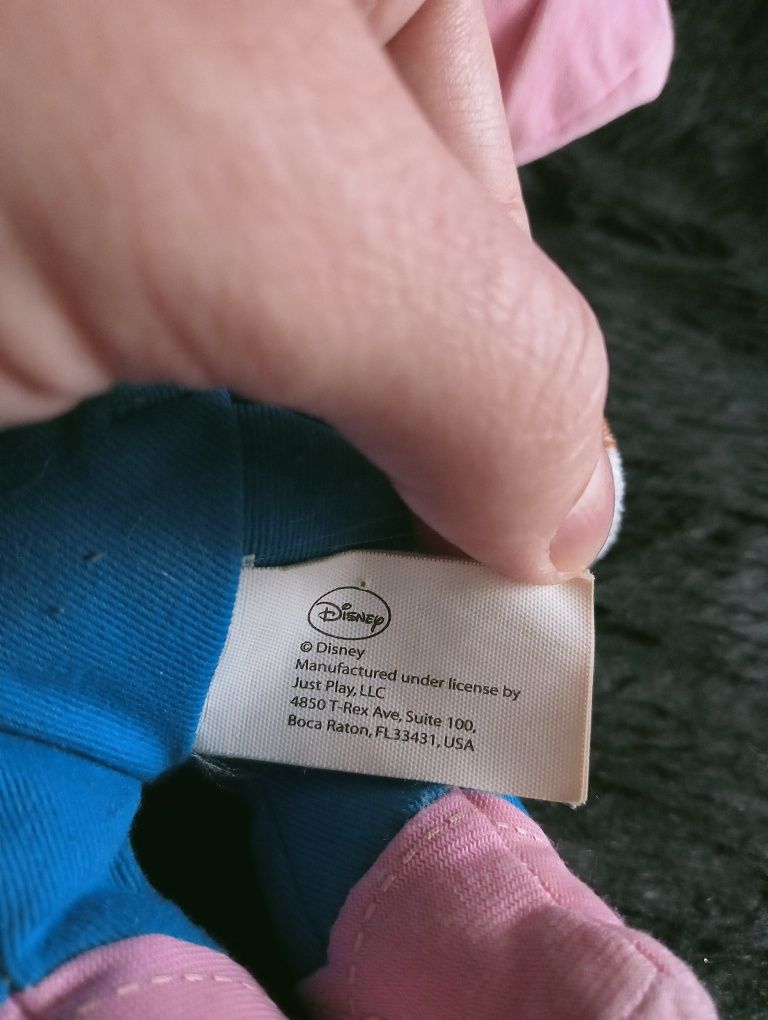 Disney
© Disney
Manufactured under license by
Just Play, LLC
4850 T-Rex Ave, Suite 100,
Boca Raton, FL33431, USA